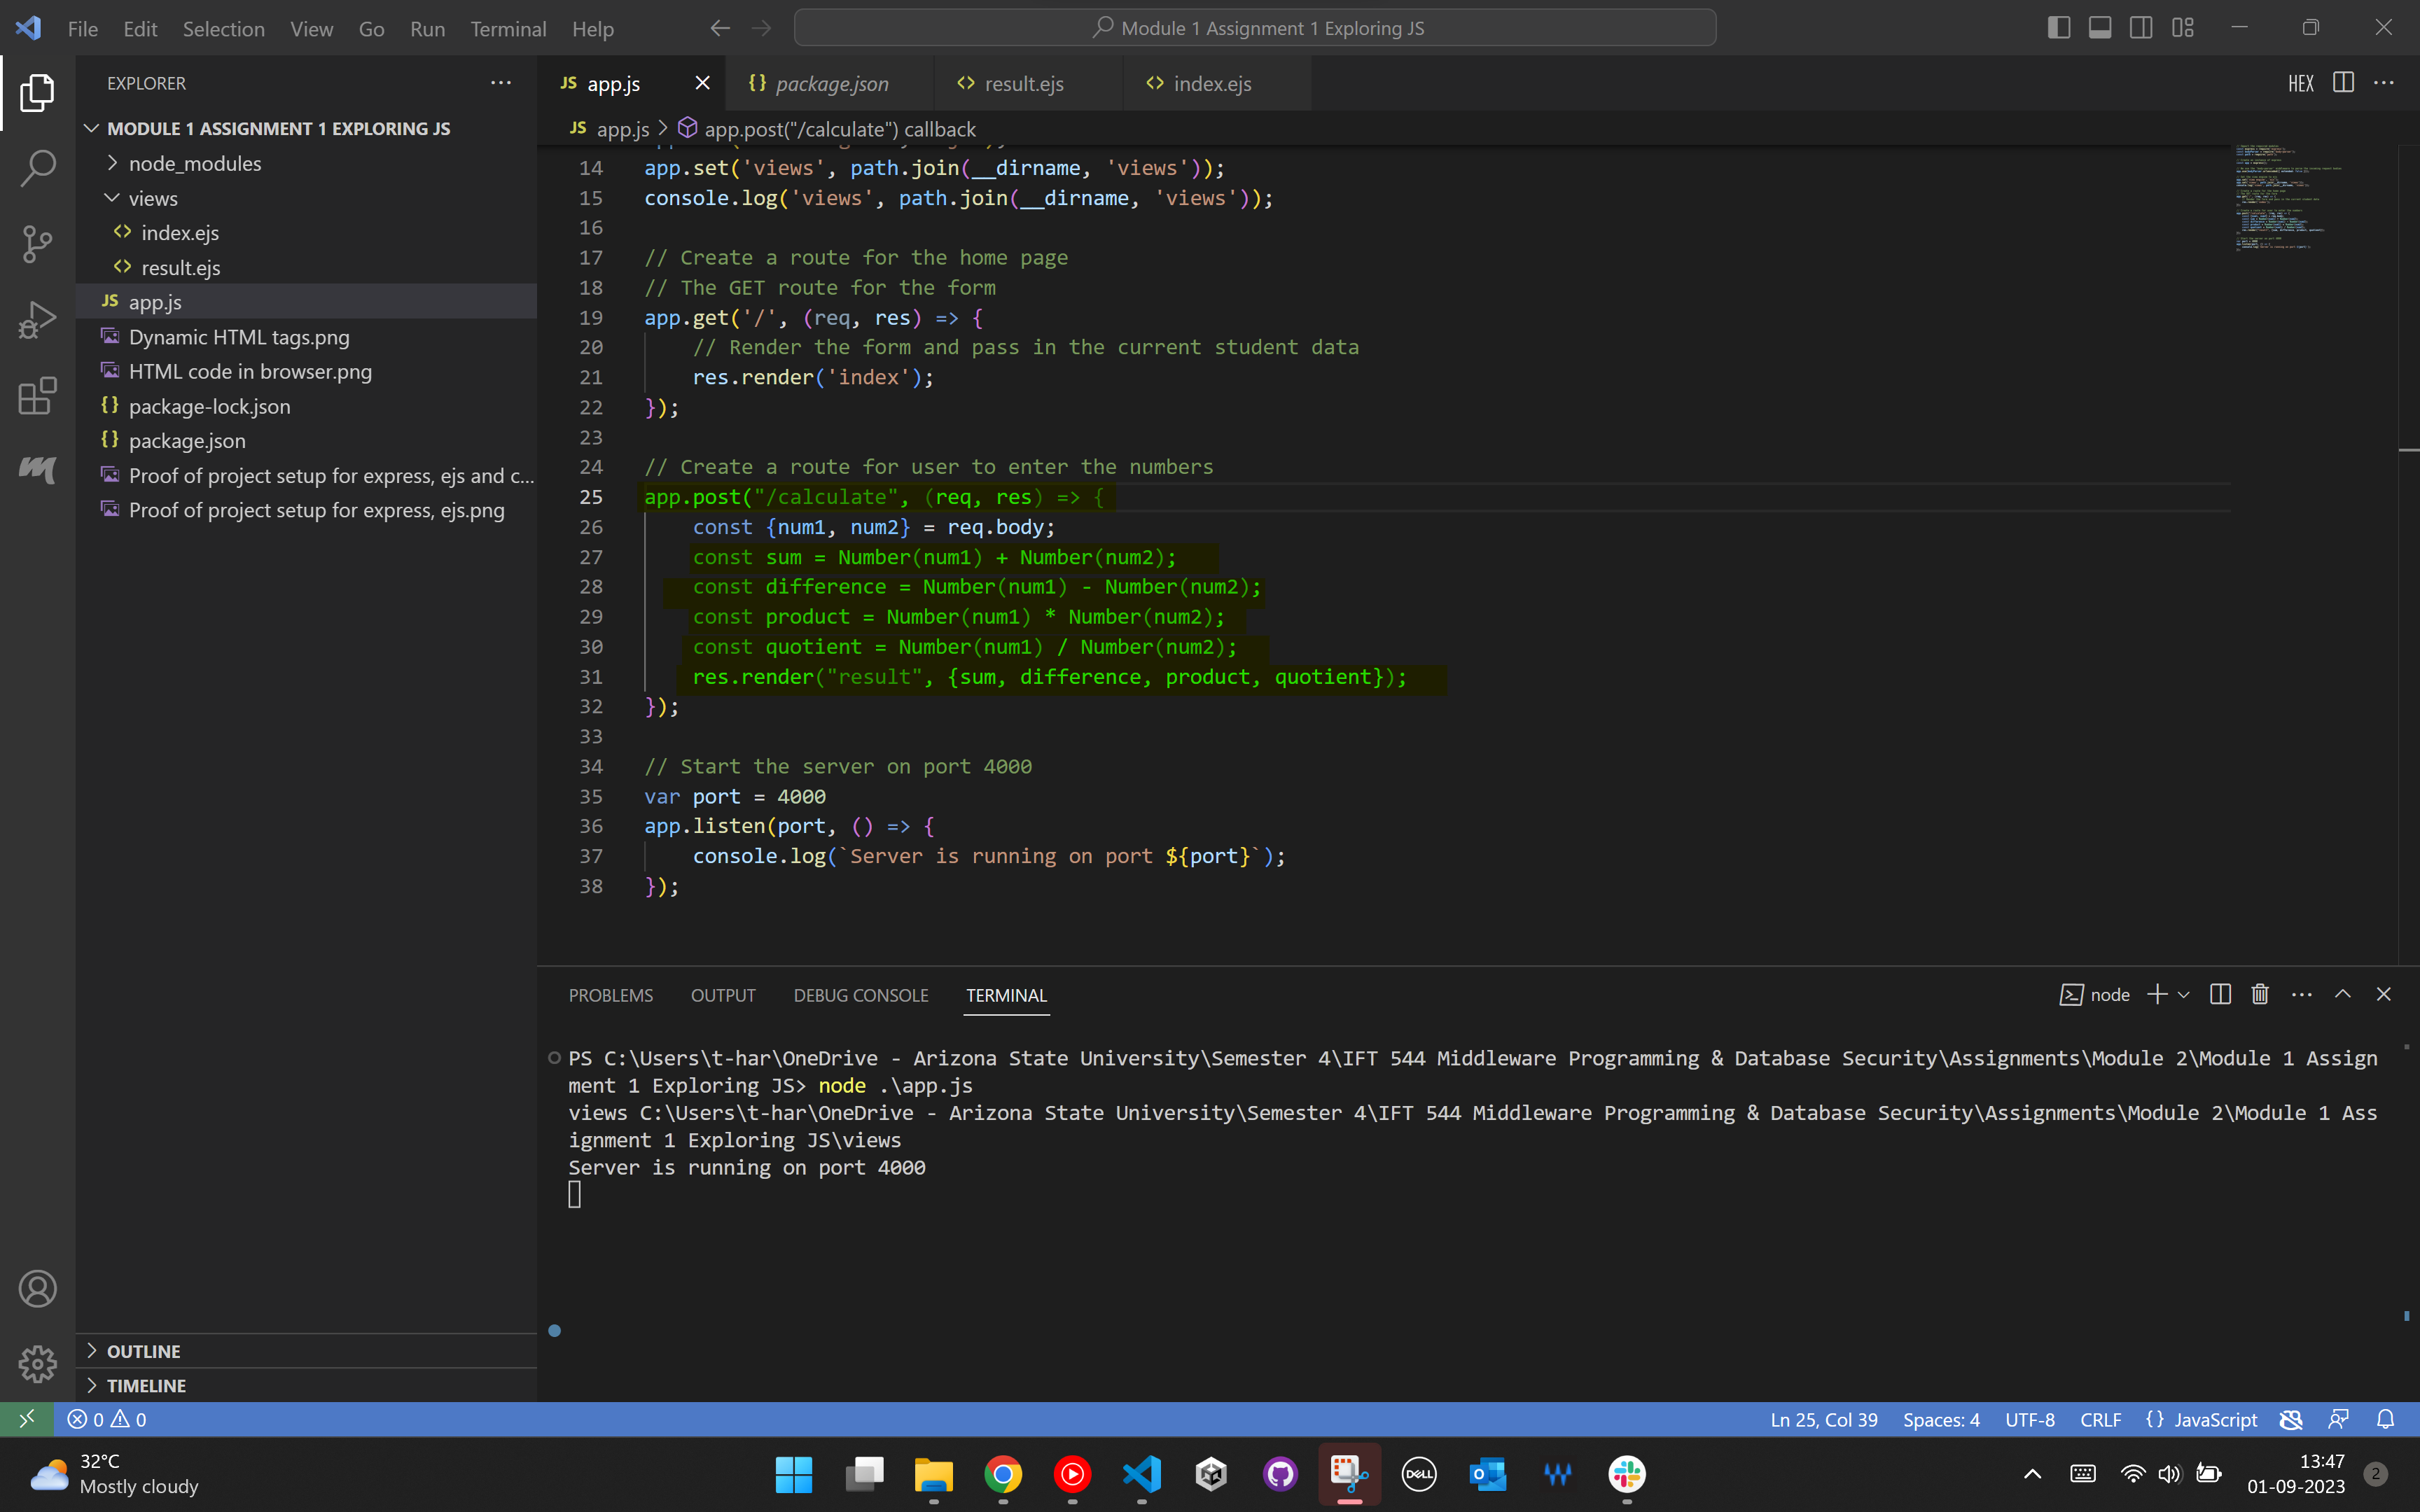 File Edit Selection View Go Run Terminal Help
Module 1 Assignment 1 Exploring JS
EXPLORER
MODULE 1 ASSIGNMENT 1 EXPLORING JS
node_modules
views
index.ejs
result.ejs
JS app.js
Dynamic HTML tags.png
HTML code in browser.png
{} package-lock.json
{} package.json
Proof of project setup for express, ejs and c...
Proof of project setup for express, ejs.png
OUTLINE
TIMELINE
JS app.js {} package.json <> result.ejs <> index.ejs HEX
JS app.js > app.post("/calculate") callback
14 app.set('views', path.join(__dirname, 'views'));
15 console.log('views', path.join(__dirname, 'views'));
16
17 // Create a route for the home page
18 // The GET route for the form
19 app.get('/', (req, res) => {
20 // Render the form and pass in the current student data
21 res.render('index');
22 });
23
24 // Create a route for user to enter the numbers
25 app.post("/calculate", (req, res) => {
26 const {num1, num2} = req.body;
27 const sum = Number(num1) + Number(num2);
28 const difference = Number(num1) - Number(num2);
29 const product = Number(num1) * Number(num2);
30 const quotient = Number(num1) / Number(num2);
31 res.render("result", {sum, difference, product, quotient});
32 });
33
34 // Start the server on port 4000
35 var port = 4000
36 app.listen(port, () => {
37 console.log(`Server is running on port ${port}`);
38 });
PROBLEMS OUTPUT DEBUG CONSOLE TERMINAL node
PS C:\Users\t-har\OneDrive - Arizona State University\Semester 4\IFT 544 Middleware Programming & Database Security\Assignments\Module 2\Module 1 Assign
ment 1 Exploring JS> node .\app.js
views C:\Users\t-har\OneDrive - Arizona State University\Semester 4\IFT 544 Middleware Programming & Database Security\Assignments\Module 2\Module 1 Ass
ignment 1 Exploring JS\views
Server is running on port 4000
0 0 Ln 25, Col 39 Spaces: 4 UTF-8 CRLF {} JavaScript
32°C
Mostly cloudy
DELL
13:47
01-09-2023
2